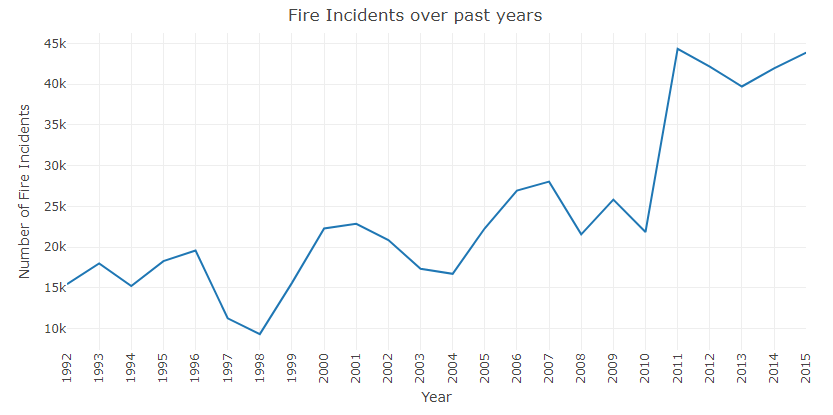 Fire Incidents over past years
Number of Fire Incidents
45k
40k
35k
30k
25k
20k
15k
10k
1992
1993
1994
1995
1996
1997
1998
1999
2000
2001
2002
2003
2004
2005
2006
2007
2008
2009
2010
2011
2012
2013
2014
2015
Year